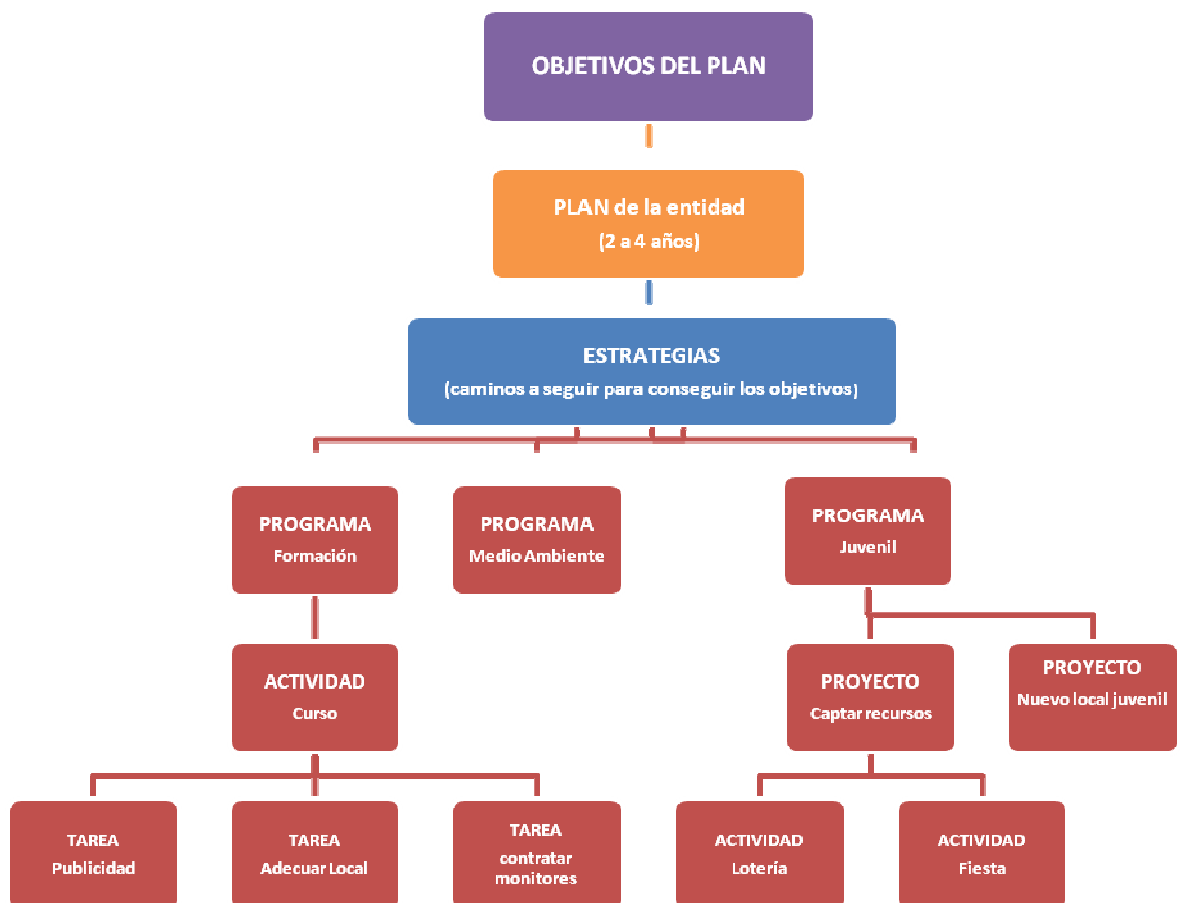 OBJETIVOS DEL PLAN
PLAN de la entidad
(2 a 4 años)
ESTRATEGIAS
(caminos a seguir para conseguir los objetivos)
PROGRAMA
Formación
PROGRAMA
Medio Ambiente
PROGRAMA
Juvenil
ACTIVIDAD
Curso
PROYECTO
Captar recursos
PROYECTO
Nuevo local juvenil
TAREA
Publicidad
TAREA
Adecuar Local
TAREA
contratar
monitores
ACTIVIDAD
Lotería
ACTIVIDAD
Fiesta